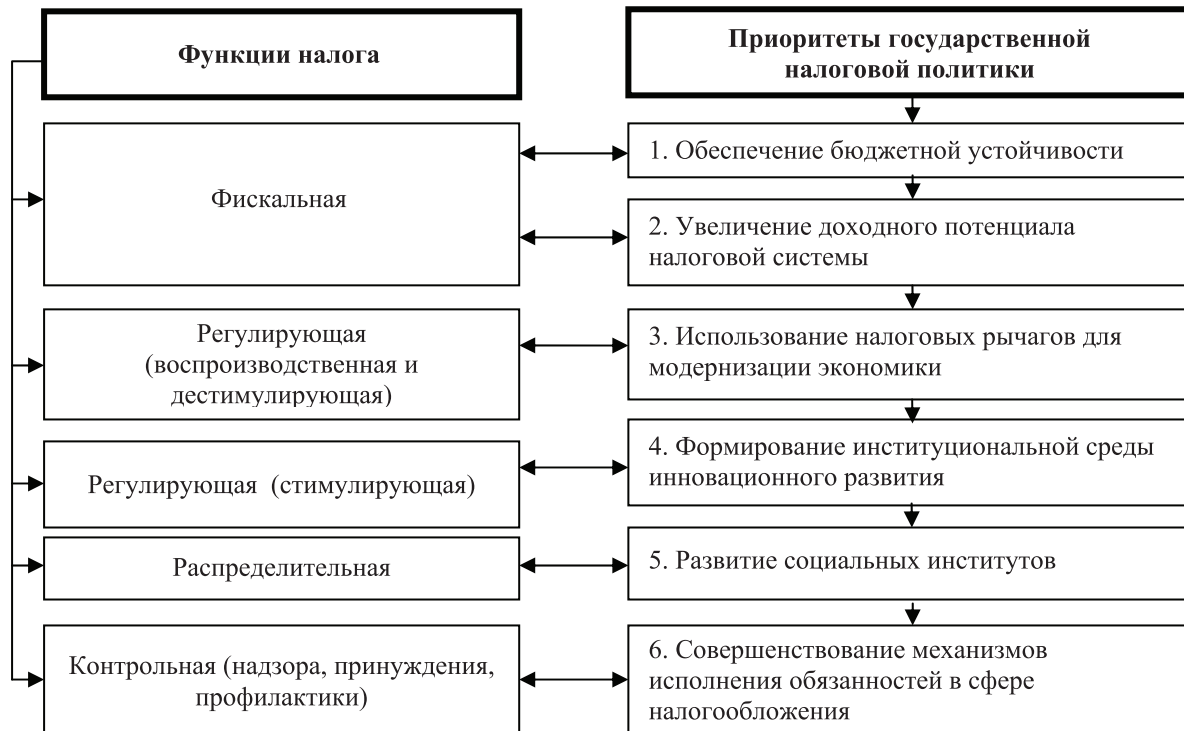 Функции налога
Приоритеты государственной
налоговой политики
Фискальная
1. Обеспечение бюджетной устойчивости
2. Увеличение доходного потенциала
налоговой системы
Регулирующая
(воспроизводственная и
дестимулирующая)
3. Использование налоговых рычагов для
модернизации экономики
Регулирующая (стимулирующая)
4. Формирование институциональной среды
инновационного развития
Распределительная
5. Развитие социальных институтов
Контрольная (надзора, принуждения,
профилактики)
6. Совершенствование механизмов
исполнения обязанностей в сфере
налогообложения